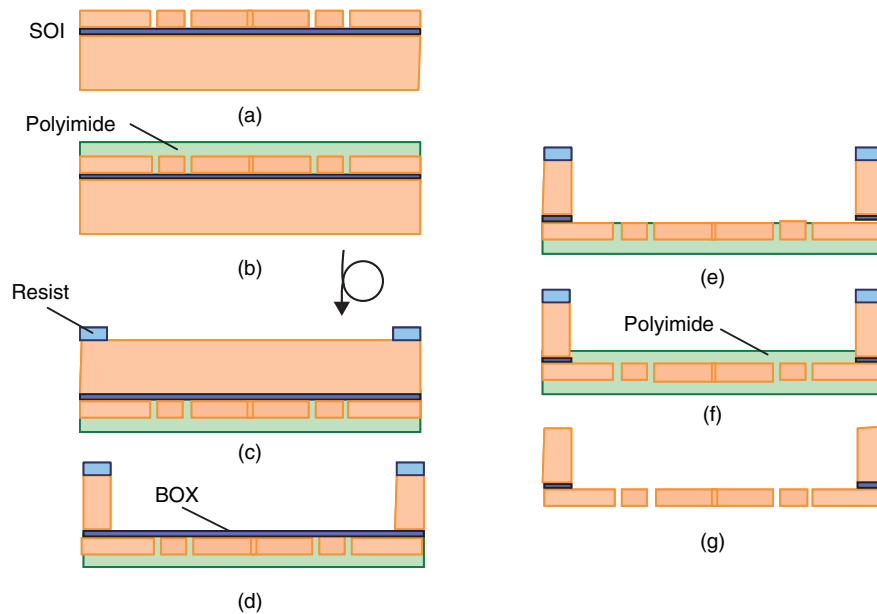 SOI
(a)
Polyimide
(b)
Resist
(c)
BOX
(d)
(e)
Polyimide
(f)
(g)